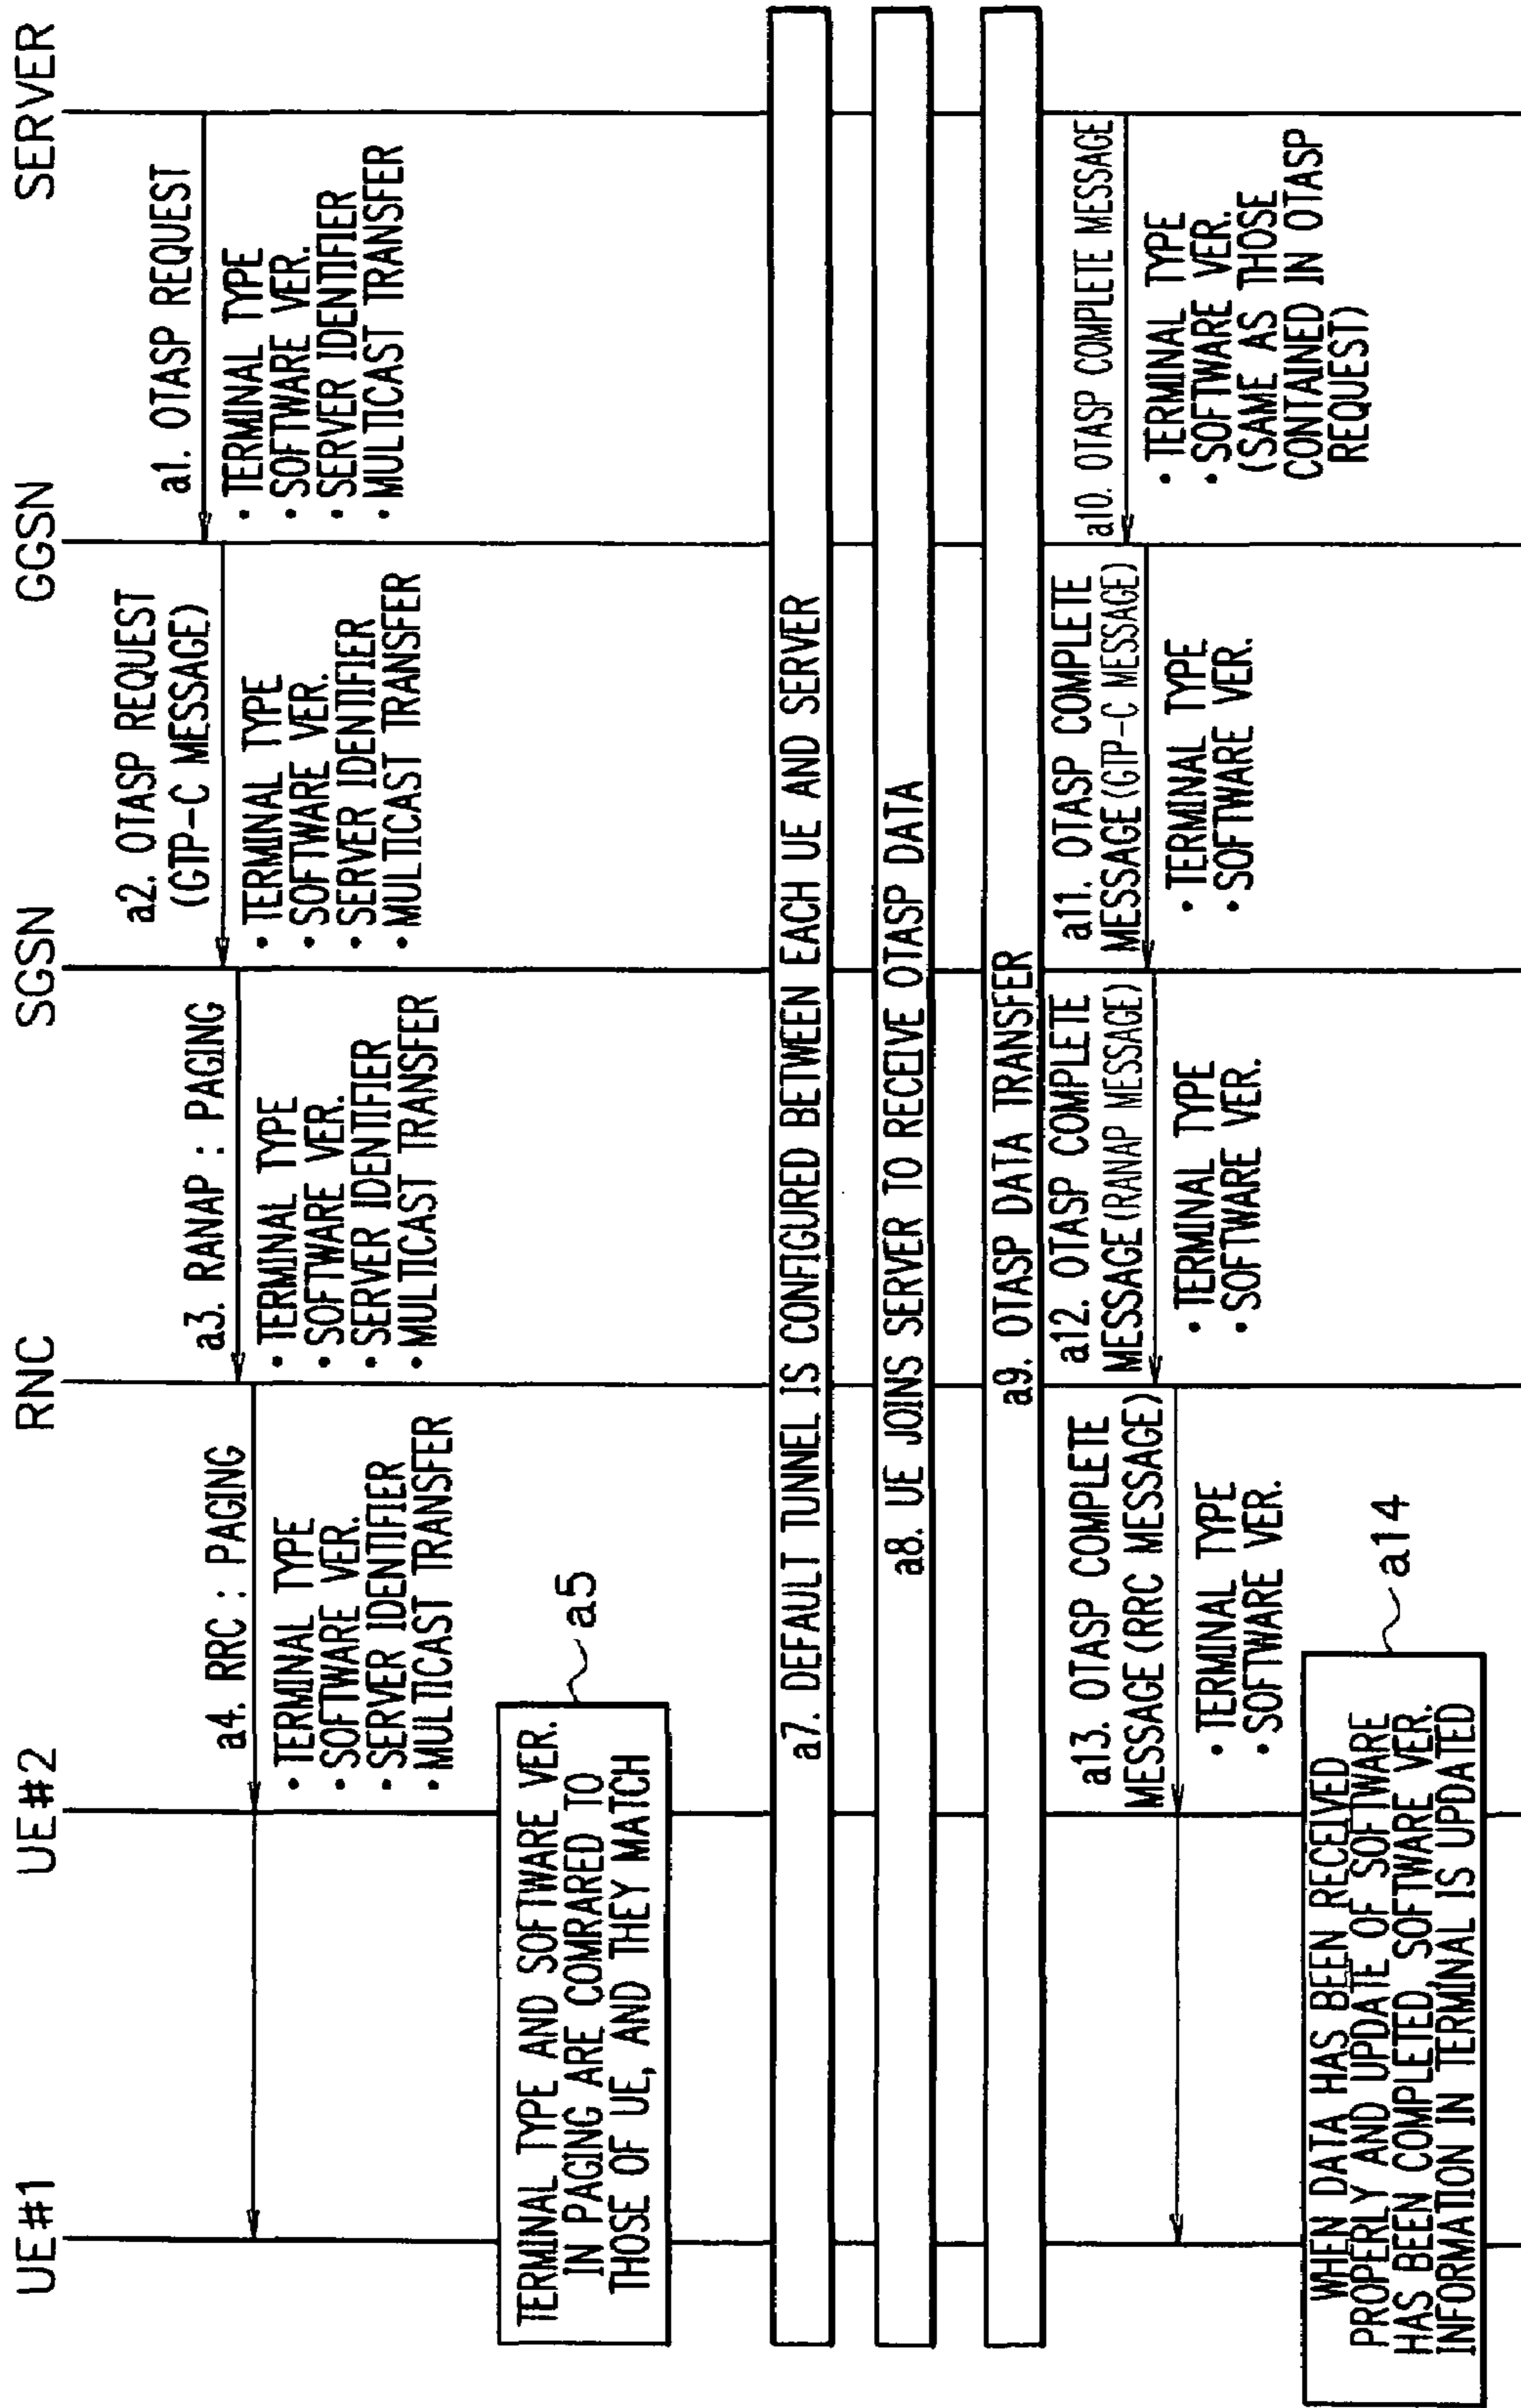 UE#1
UE#2
RNC
SGSN
GGSN
SERVER
a1. OTASP REQUEST
• TERMINAL TYPE
• SOFTWARE VER.
• SERVER IDENTIFIER
• MULTICAST TRANSFER
a2. OTASP REQUEST
(GTP-C MESSAGE)
• TERMINAL TYPE
• SOFTWARE VER.
• SERVER IDENTIFIER
• MULTICAST TRANSFER
a3. RANAP : PAGING
• TERMINAL TYPE
• SOFTWARE VER.
• SERVER IDENTIFIER
• MULTICAST TRANSFER
a4. RRC : PAGING
• TERMINAL TYPE
• SOFTWARE VER.
• SERVER IDENTIFIER
• MULTICAST TRANSFER
TERMINAL TYPE AND SOFTWARE VER.
IN PAGING ARE COMRARED TO
THOSE OF UE, AND THEY MATCH
a5
a7. DEFAULT TUNNEL IS CONFIGURED BETWEEN EACH UE AND SERVER
a8. UE JOINS SERVER TO RECEIVE OTASP DATA
a9. OTASP DATA TRANSFER
a10. OTASP COMPLETE MESSAGE
• TERMINAL TYPE
• SOFTWARE VER.
(SAME AS THOSE
CONTAINED IN OTASP
REQUEST)
a11. OTASP COMPLETE
MESSAGE(GTP-C MESSAGE)
• TERMINAL TYPE
• SOFTWARE VER.
a12. OTASP COMPLETE
MESSAGE(RANAP MESSAGE)
• TERMINAL TYPE
• SOFTWARE VER.
a13. OTASP COMPLETE
MESSAGE(RRC MESSAGE)
• TERMINAL TYPE
• SOFTWARE VER.
WHEN DATA HAS BEEN RECEIVED
PROPERLY AND UPDATE OF SOFTWARE
HAS BEEN COMPLETED, SOFTWARE VER.
INFORMATION IN TERMINAL IS UPDATED
a14